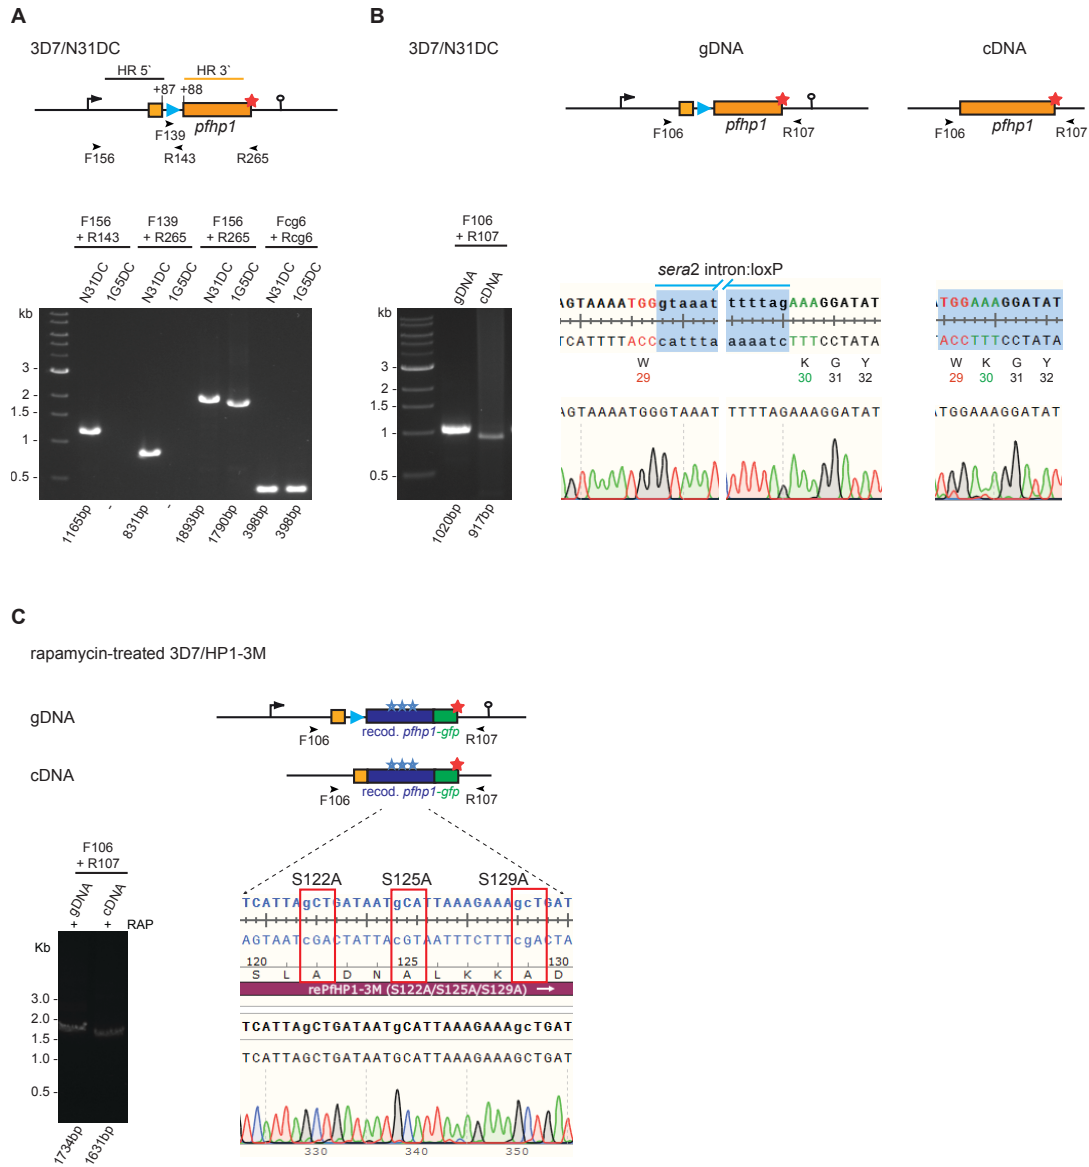 A
3D7/N31DC
HR 5`
HR 3`
+87
+88
F139
pfhp1
F156
R143
R265
F156
+ R143
F139
+ R265
F156
+ R265
Fcg6
+ Rcg6
N31DC
1G5DC
N31DC
1G5DC
N31DC
1G5DC
N31DC
1G5DC
kb
3 -
2 -
1.5 -
1 -
0.5 -
1165bp
-
831bp
-
1893bp
1790bp
398bp
398bp
B
3D7/N31DC
gDNA
cDNA
F106
pfhp1
R107
F106
pfhp1
R107
F106
+ R107
gDNA
cDNA
kb
3 -
2 -
1.5 -
1 -
0.5 -
1020bp
917bp
sera2 intron:loxP
AGTAAAATGGgtaaat
ttttagAAAGGATAT
TCATTTTACCcattta
aaaatcTTTCCTATA
W
29
K G Y
30 31 32
AGTAAAATGGGTAAAT
TTTTAGAAAGGATAT
ATGGAAAGGATAT
TACCTTTCCTATA
W K G Y
29 30 31 32
ATGGAAAGGATAT
C
rapamycin-treated 3D7/HP1-3M
gDNA
F106
recod. pfhp1-gfp
R107
cDNA
F106
recod. pfhp1-gfp
R107
F106
+ R107
gDNA
cDNA
+ + RAP
Kb
3.0 -
2.0 -
1.5 -
1.0 -
0.5 -
1734bp
1631bp
S122A S125A S129A
TCATTAgCTGATAATgCATTAAAGAAAgcTGAT
AGTAATcGACTATTAcGTAATTTCTTTcgACTA
120 125 130
S L A D N A L K K A D
rePfHP1-3M (S122A/S125A/S129A)
TCATTAgCTGATAATgCATTAAAGAAAgcTGAT
TCATTAGCTGATAATGCATTAAAGAAAGCTGAT
330 340 350